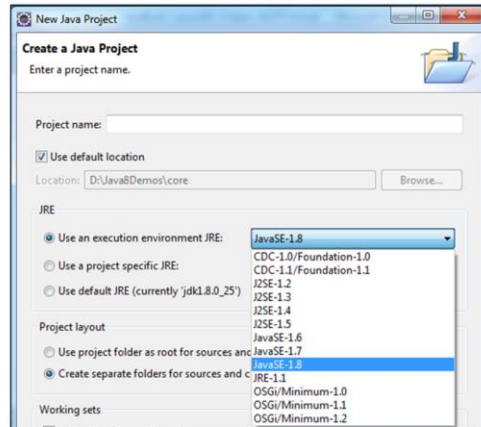 New Java Project
Create a Java Project
Enter a project name.
Project name:
Use default location
Location: D:\Java8Demos\core Browse...
JRE
Use an execution environment JRE: JavaSE-1.8
CDC-1.0/Foundation-1.0
CDC-1.1/Foundation-1.1
Use a project specific JRE:
J2SE-1.2
J2SE-1.3
Use default JRE (currently 'jdk1.8.0_25')
J2SE-1.4
J2SE-1.5
Project layout
JavaSE-1.6
Use project folder as root for sources and
JavaSE-1.7
JavaSE-1.8
Create separate folders for sources and c
JRE-1.1
OSGi/Minimum-1.0
OSGi/Minimum-1.1
Working sets
OSGi/Minimum-1.2